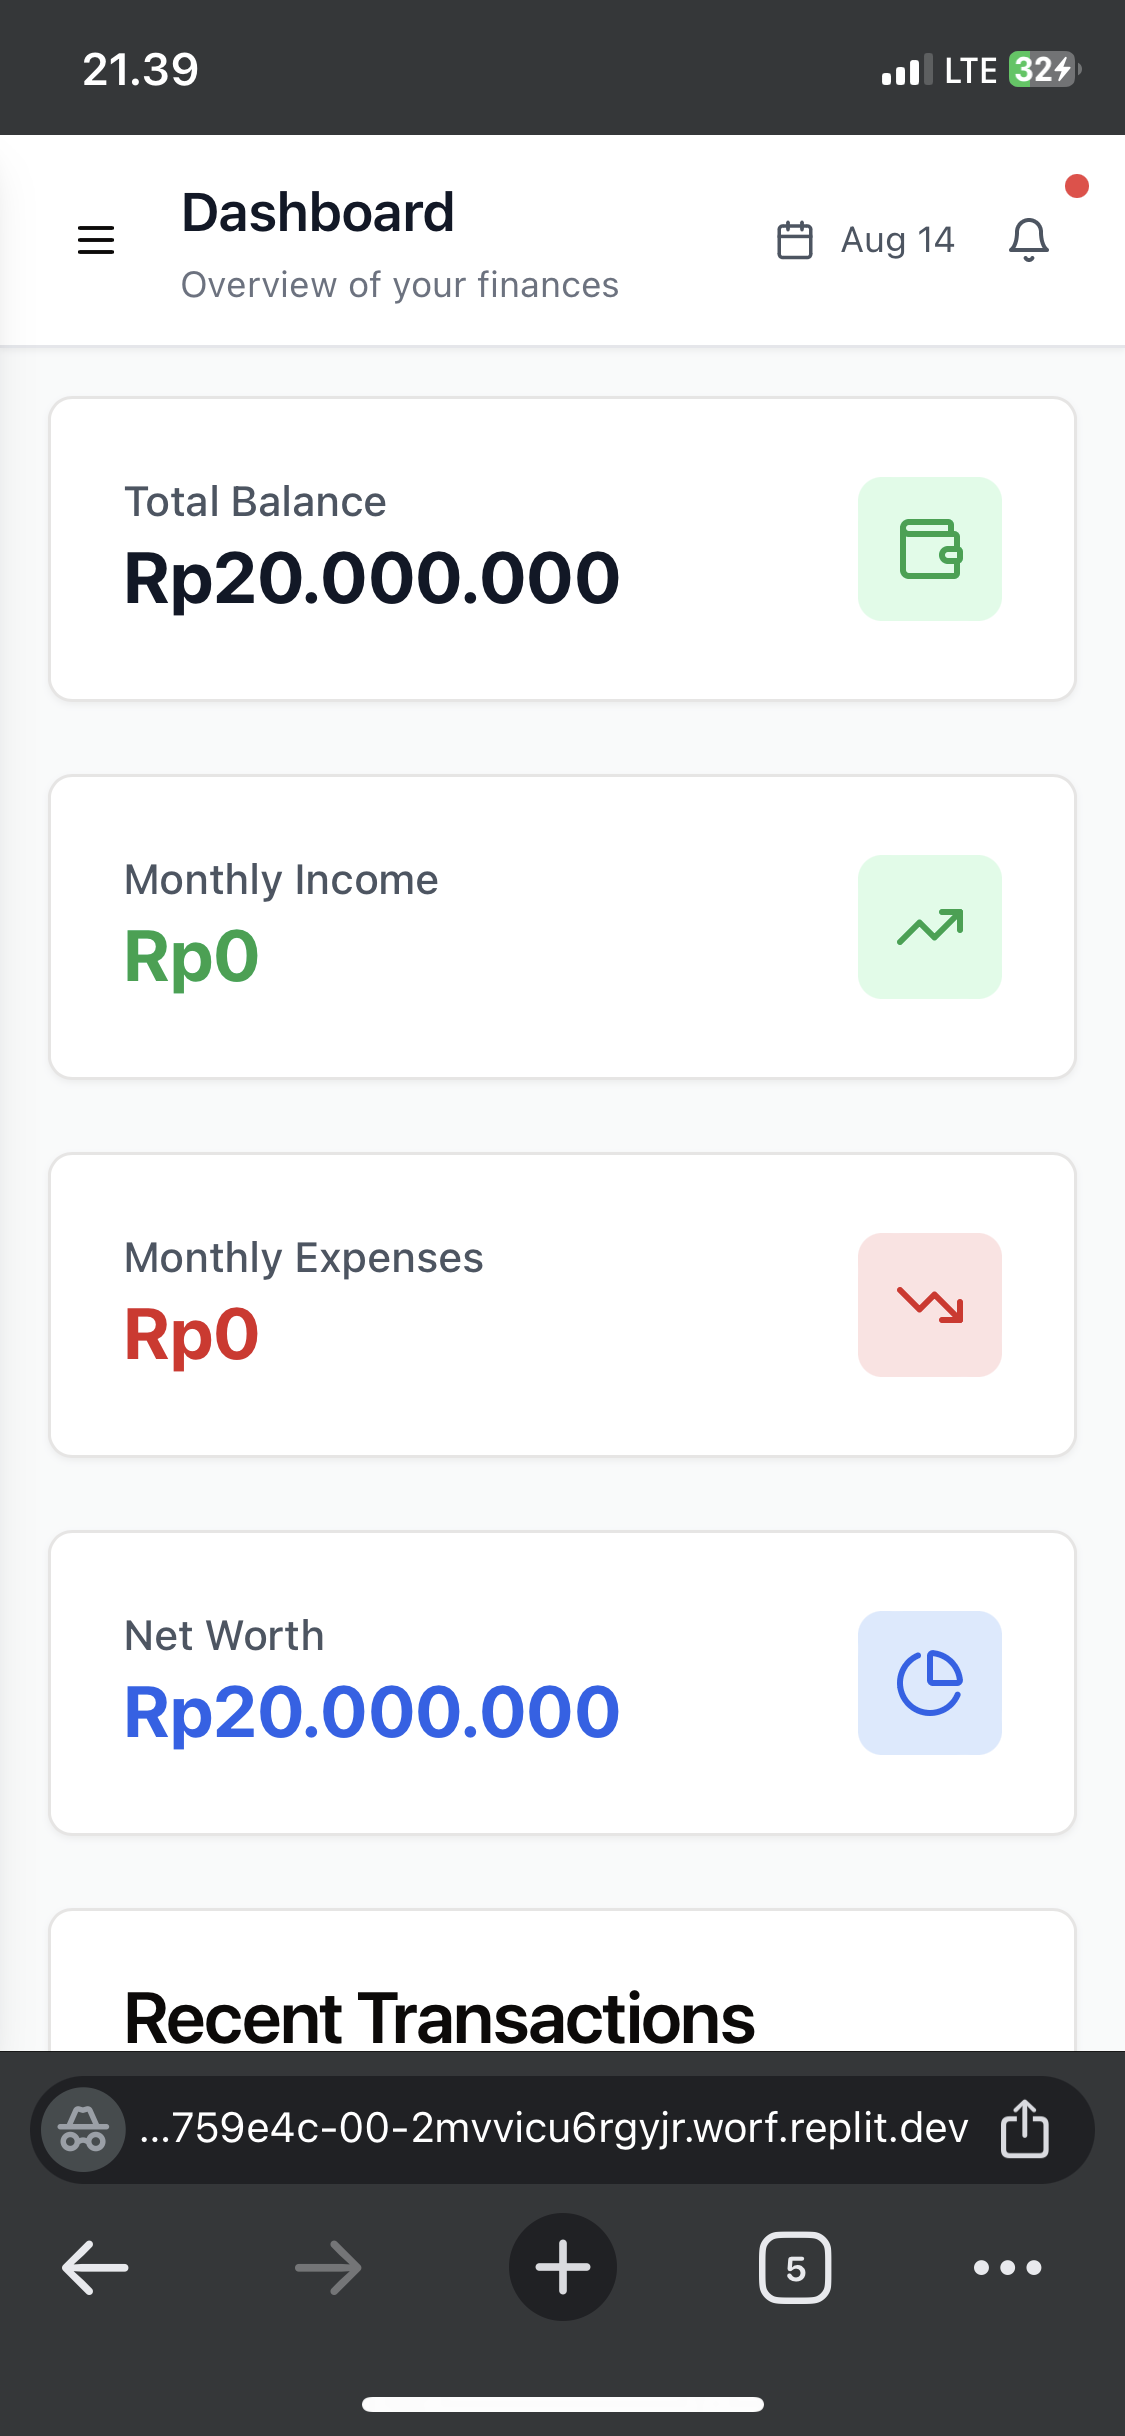 21.39
LTE 32
Dashboard
Aug 14
Overview of your finances
Total Balance
Rp20.000.000
Monthly Income
Rp0
Monthly Expenses
Rp0
Net Worth
Rp20.000.000
Recent Transactions
...759e4c-00-2mvvicu6rgyjr.worf.replit.dev
5